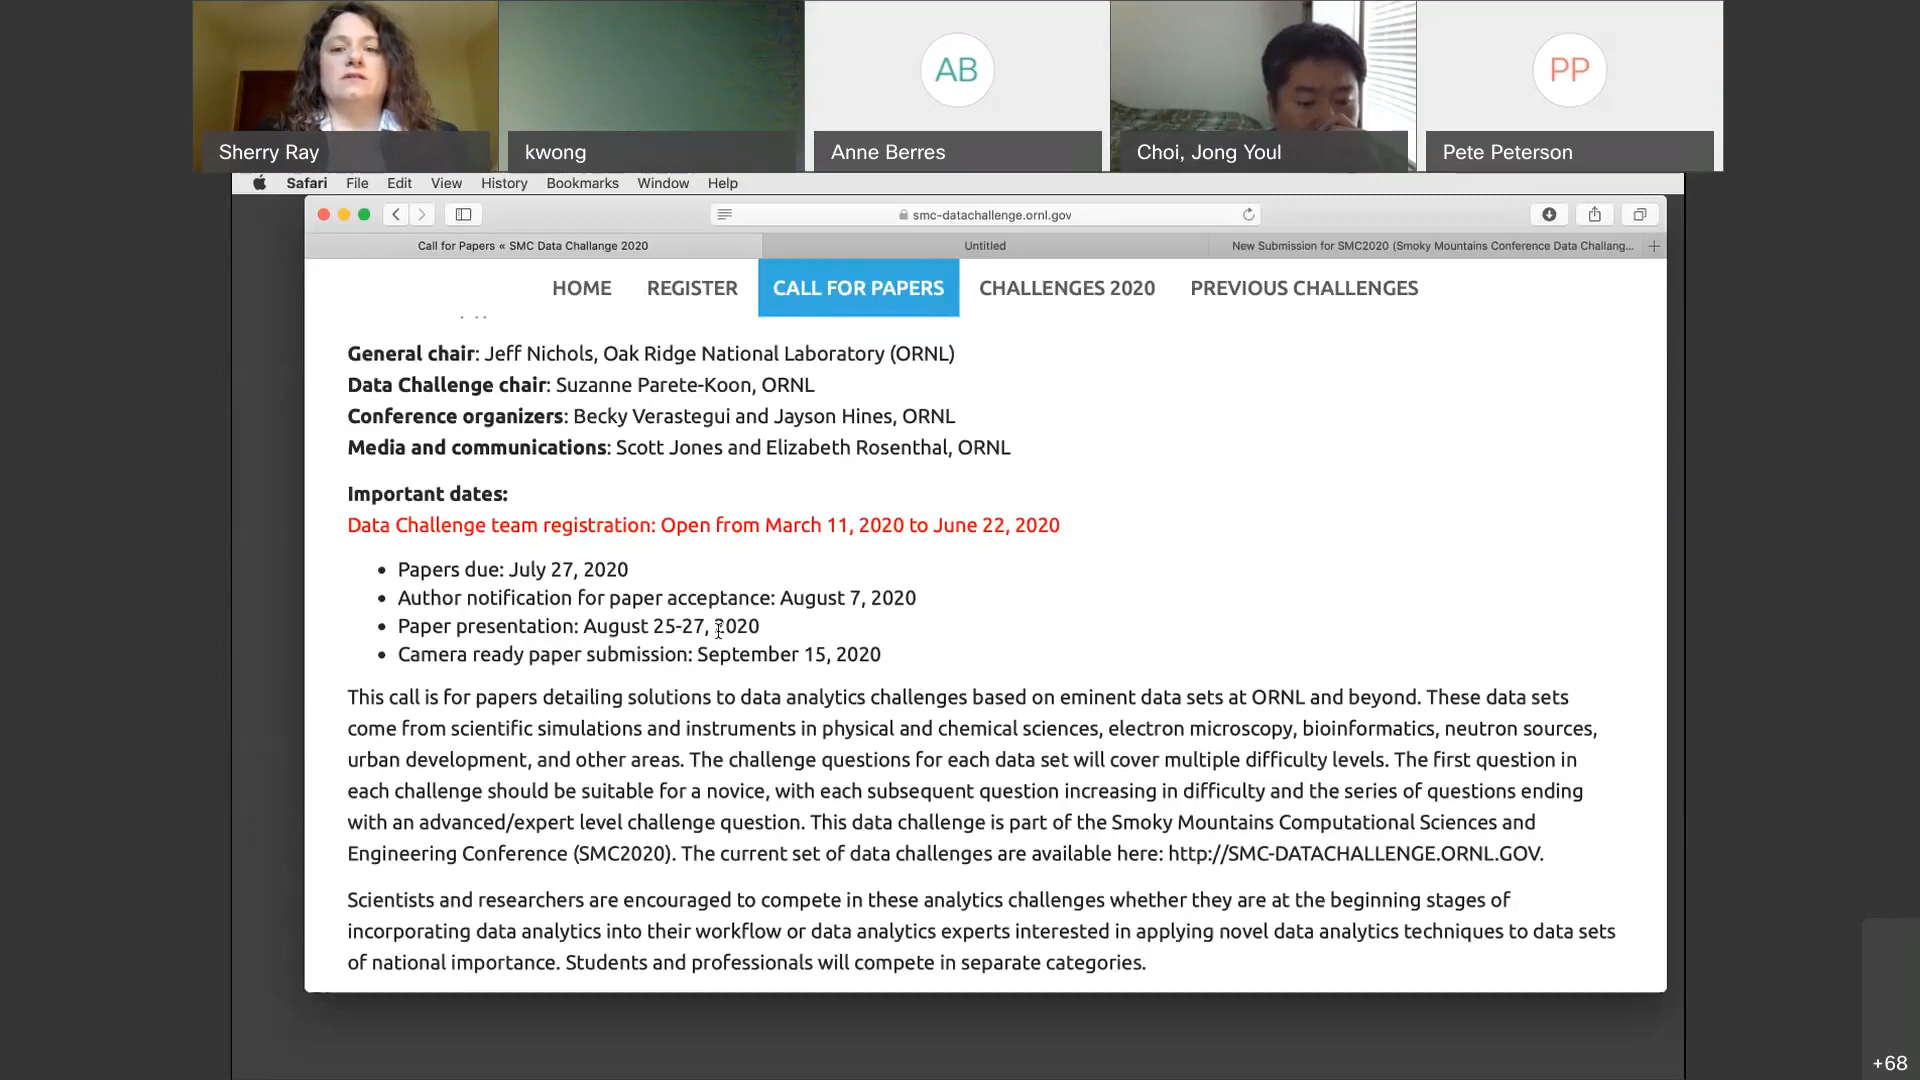 AB
PP
Sherry Ray
kwong
Anne Berres
Choi, Jong Youl
Pete Peterson
Safari File Edit View History Bookmarks Window Help
smc-datachallenge.ornl.gov
Call for Papers « SMC Data Challange 2020
Untitled
New Submission for SMC2020 (Smoky Mountains Conference Data Challang...
HOME REGISTER CALL FOR PAPERS CHALLENGES 2020 PREVIOUS CHALLENGES
General chair: Jeff Nichols, Oak Ridge National Laboratory (ORNL)
Data Challenge chair: Suzanne Parete-Koon, ORNL
Conference organizers: Becky Verastegui and Jayson Hines, ORNL
Media and communications: Scott Jones and Elizabeth Rosenthal, ORNL
Important dates:
Data Challenge team registration: Open from March 11, 2020 to June 22, 2020
• Papers due: July 27, 2020
• Author notification for paper acceptance: August 7, 2020
• Paper presentation: August 25-27, 2020
• Camera ready paper submission: September 15, 2020
This call is for papers detailing solutions to data analytics challenges based on eminent data sets at ORNL and beyond. These data sets
come from scientific simulations and instruments in physical and chemical sciences, electron microscopy, bioinformatics, neutron sources,
urban development, and other areas. The challenge questions for each data set will cover multiple difficulty levels. The first question in
each challenge should be suitable for a novice, with each subsequent question increasing in difficulty and the series of questions ending
with an advanced/expert level challenge question. This data challenge is part of the Smoky Mountains Computational Sciences and
Engineering Conference (SMC2020). The current set of data challenges are available here: http://SMC-DATACHALLENGE.ORNL.GOV.
Scientists and researchers are encouraged to compete in these analytics challenges whether they are at the beginning stages of
incorporating data analytics into their workflow or data analytics experts interested in applying novel data analytics techniques to data sets
of national importance. Students and professionals will compete in separate categories.
+68